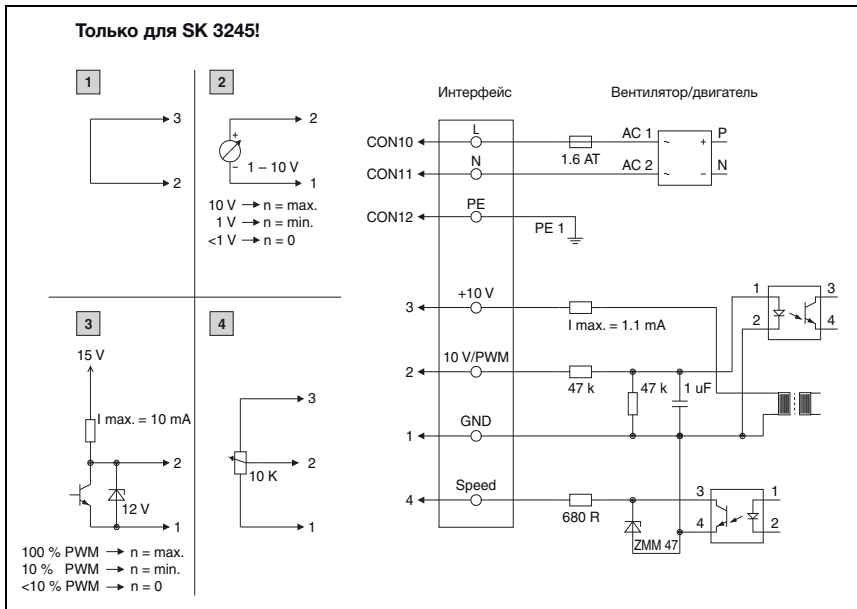 Только для SK 3245!
1
3
2
2
2
+
–
1 – 10 V
1
10 V → n = max.
1 V → n = min.
<1 V → n = 0
3
15 V
I max. = 10 mA
2
12 V
1
100 % PWM → n = max.
10 % PWM → n = min.
<10 % PWM → n = 0
4
3
2
10 K
1
Интерфейс
Вентилятор/двигатель
CON10
L
1.6 AT
AC 1
~
+
P
CON11
N
AC 2
~
–
N
CON12
PE
PE 1
3
+10 V
I max. = 1.1 mA
1
2
3
4
2
10 V/PWM
47 k
47 k
1 uF
1
GND
4
Speed
680 R
ZMM 47
3
4
1
2